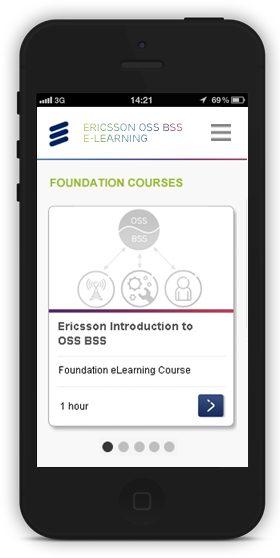 3G 14:21 69%
ERICSSON OSS BSS
E-LEARNING
FOUNDATION COURSES
OSS
BSS
Ericsson Introduction to
OSS BSS
Foundation eLearning Course
1 hour